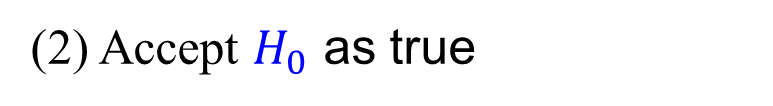 (2) Accept H₀ as true